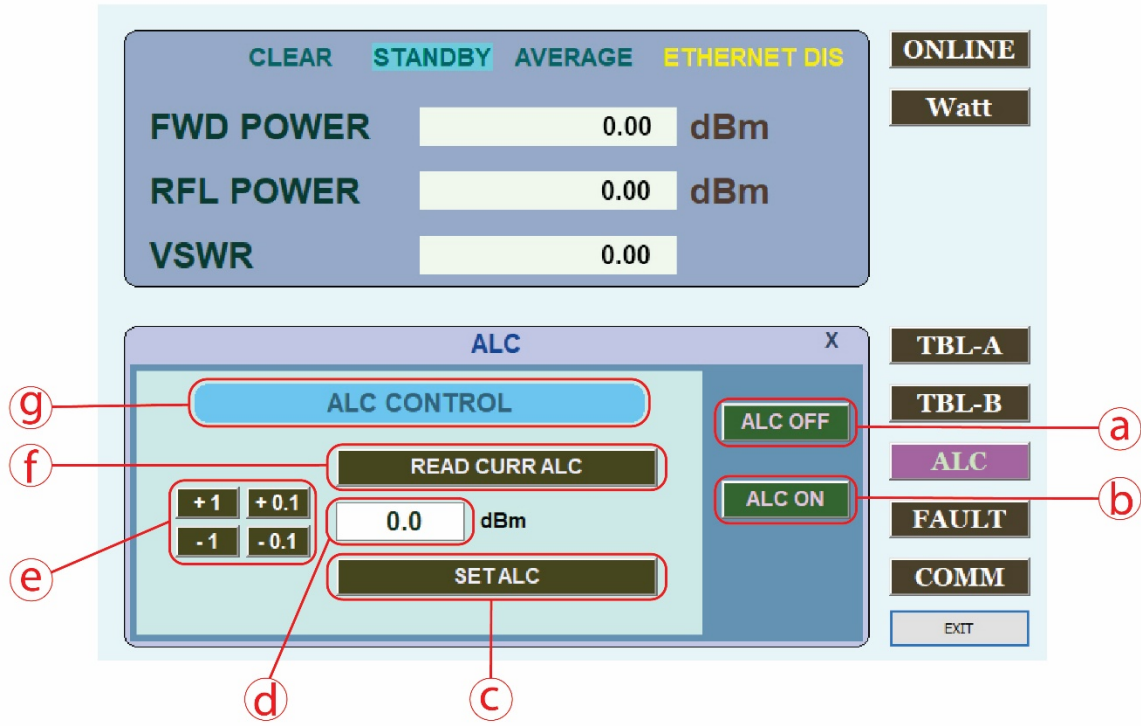 CLEAR STANDBY AVERAGE ETHERNET DIS
ONLINE
Watt
FWD POWER 0.00 dBm
RFL POWER 0.00 dBm
VSWR 0.00
ALC X
TBL-A
TBL-B
ALC
FAULT
COMM
EXIT
g ALC CONTROL
ALC OFF a
f READ CURR ALC
ALC ON b
+ 1 + 0.1
- 1 - 0.1
0.0 dBm
e
SET ALC
d
c